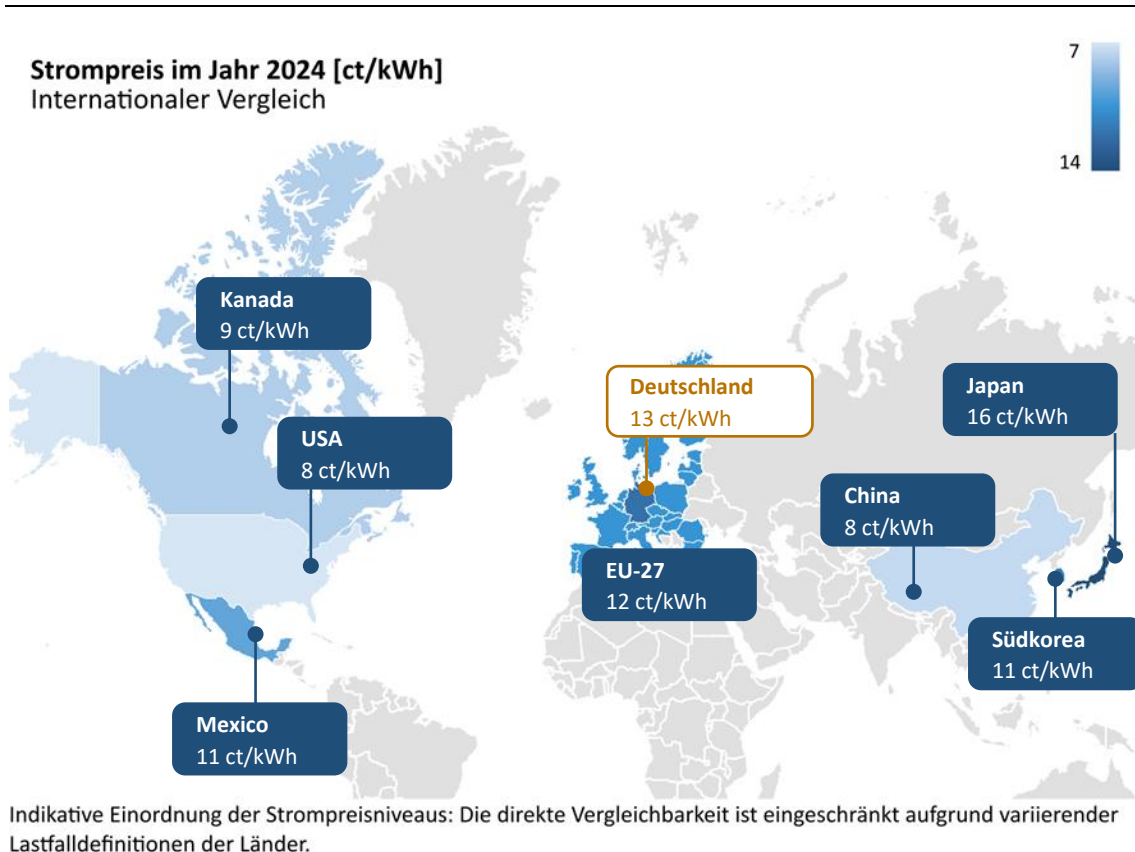 Strompreis im Jahr 2024 [ct/kWh]
Internationaler Vergleich
7
14
Kanada
9 ct/kWh
USA
8 ct/kWh
Mexico
11 ct/kWh
Deutschland
13 ct/kWh
EU-27
12 ct/kWh
China
8 ct/kWh
Japan
16 ct/kWh
Südkorea
11 ct/kWh
Indikative Einordnung der Strompreisniveaus: Die direkte Vergleichbarkeit ist eingeschränkt aufgrund variierender
Lastfalldefinitionen der Länder.